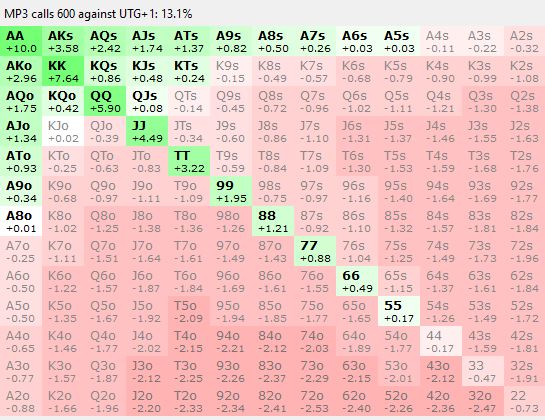 MP3 calls 600 against UTG+1: 13.1%
AA AKs AQs AJs ATs A9s A8s A7s A6s A5s A4s A3s A2s
+10.0 +3.58 +2.42 +1.74 +1.37 +0.82 +0.50 +0.26 +0.03 +0.03 -0.11 -0.22 -0.32
AKo KK KQs KJs KTs K9s K8s K7s K6s K5s K4s K3s K2s
+2.96 +7.64 +0.86 +0.48 +0.24 -0.15 -0.49 -0.57 -0.68 -0.79 -0.90 -0.99 -1.08
AQo KQo QQ QJs QTs Q9s Q8s Q7s Q6s Q5s Q4s Q3s Q2s
+1.75 +0.42 +5.90 +0.08 -0.14 -0.45 -0.72 -0.96 -1.02 -1.11 -1.21 -1.30 -1.38
AJo KJo QJo JJ JTs J9s J8s J7s J6s J5s J4s J3s J2s
+1.34 +0.02 -0.39 +4.49 -0.34 -0.60 -0.86 -1.10 -1.31 -1.37 -1.46 -1.55 -1.63
ATo KTo QTo JTo TT T9s T8s T7s T6s T5s T4s T3s T2s
+0.93 -0.25 -0.63 -0.83 +3.22 -0.59 -0.84 -1.09 -1.30 -1.53 -1.59 -1.68 -1.76
A9o K9o Q9o J9o T9o 99 98s 97s 96s 95s 94s 93s 92s
+0.34 -0.69 -0.97 -1.11 -1.09 +1.95 -0.75 -0.97 -1.16 -1.40 -1.64 -1.69 -1.77
A8o K8o Q8o J8o T8o 98o 88 87s 86s 85s 84s 83s 82s
+0.01 -1.02 -1.25 -1.38 -1.36 -1.26 +1.21 -0.92 -1.10 -1.32 -1.57 -1.81 -1.84
A7o K7o Q7o J7o T7o 97o 87o 77 76s 75s 74s 73s 72s
-0.25 -1.11 -1.51 -1.64 -1.61 -1.49 -1.43 +0.88 -1.04 -1.25 -1.49 -1.73 -1.96
A6o K6o Q6o J6o T6o 96o 86o 76o 66 65s 64s 63s 62s
-0.50 -1.22 -1.57 -1.87 -1.84 -1.69 -1.61 -1.55 +0.49 -1.15 -1.37 -1.61 -1.84
A5o K5o Q5o J5o T5o 95o 85o 75o 65o 55 54s 53s 52s
-0.50 -1.35 -1.67 -1.92 -2.09 -1.94 -1.85 -1.77 -1.67 +0.17 -1.26 -1.49 -1.72
A4o K4o Q4o J4o T4o 94o 84o 74o 64o 54o 44 43s 42s
-0.65 -1.46 -1.77 -2.02 -2.15 -2.21 -2.12 -2.03 -1.89 -1.77 -0.17 -1.59 -1.81
A3o K3o Q3o J3o T3o 93o 83o 73o 63o 53o 43o 33 32s
-0.77 -1.57 -1.87 -2.12 -2.25 -2.26 -2.37 -2.29 -2.15 -2.01 -2.12 -0.47 -1.91
A2o K2o Q2o J2o T2o 92o 82o 72o 62o 52o 42o 32o 22
-0.88 -1.66 -1.96 -2.20 -2.33 -2.34 -2.41 -2.53 -2.40 -2.26 -2.36 -2.47 -0.73